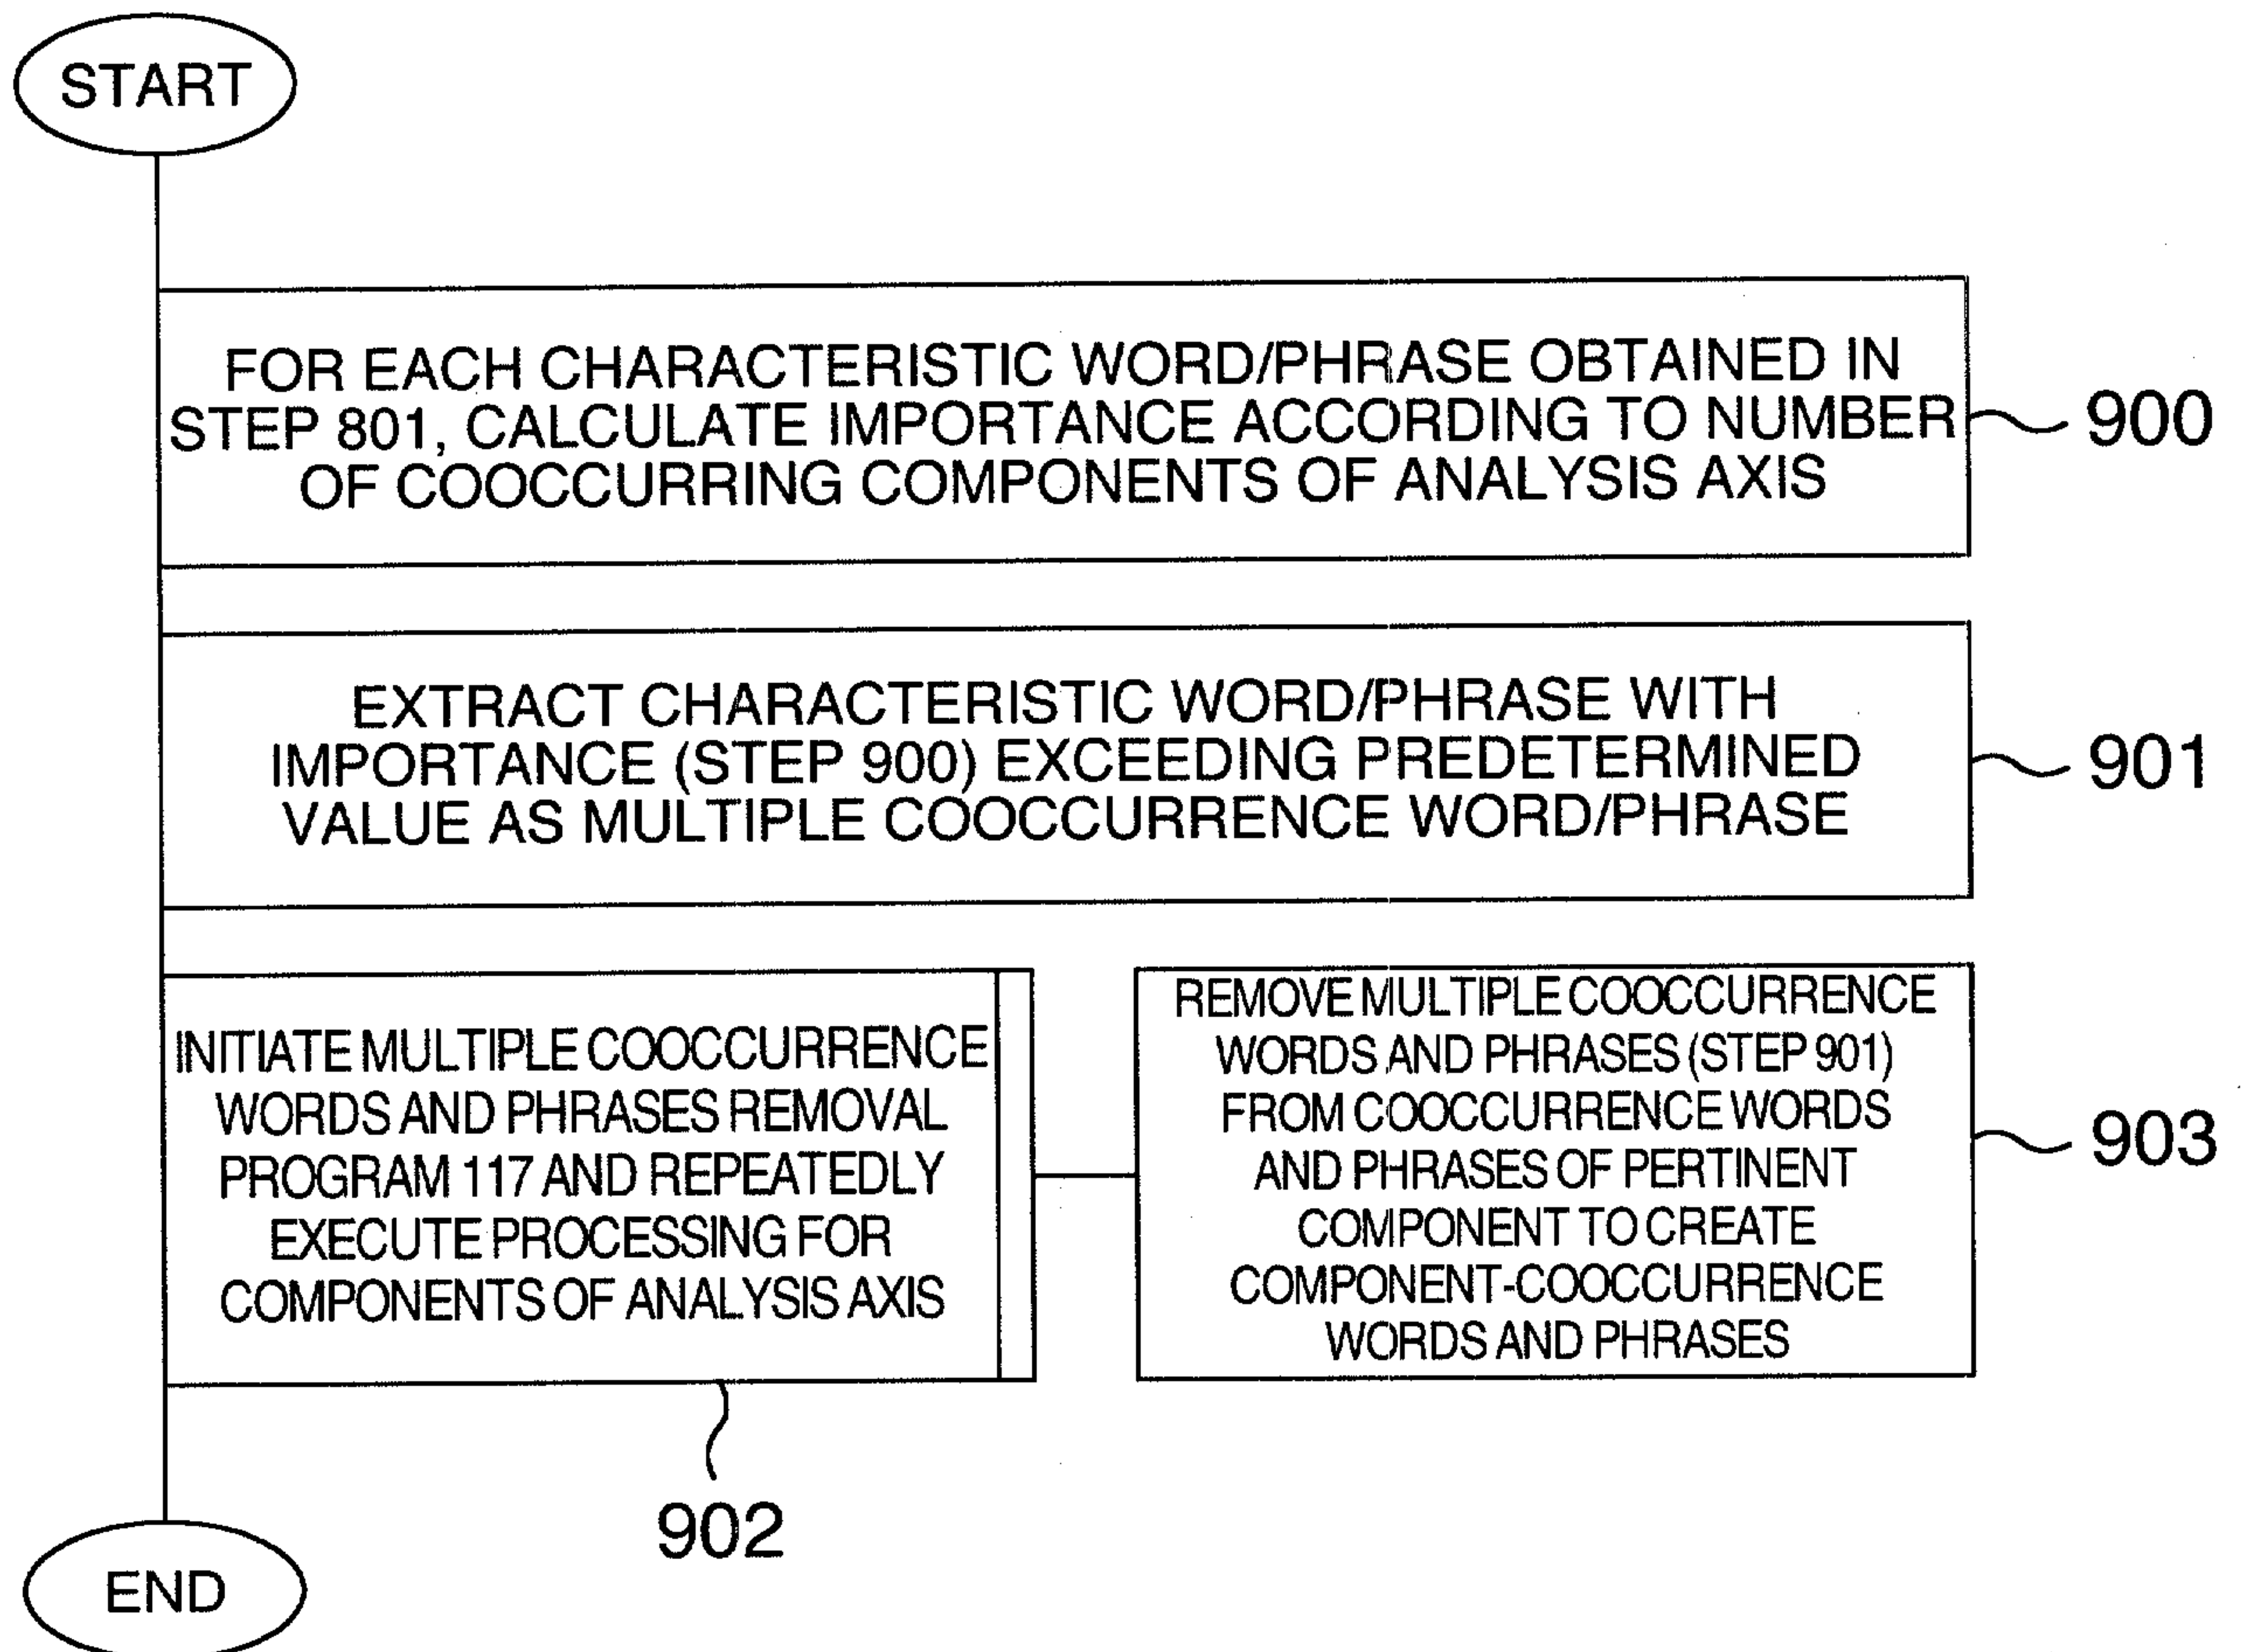 START
FOR EACH CHARACTERISTIC WORD/PHRASE OBTAINED IN
STEP 801, CALCULATE IMPORTANCE ACCORDING TO NUMBER
OF COOCCURRING COMPONENTS OF ANALYSIS AXIS
900
EXTRACT CHARACTERISTIC WORD/PHRASE WITH
IMPORTANCE (STEP 900) EXCEEDING PREDETERMINED
VALUE AS MULTIPLE COOCCURRENCE WORD/PHRASE
901
INITIATE MULTIPLE COOCCURRENCE
WORDS AND PHRASES REMOVAL
PROGRAM 117 AND REPEATEDLY
EXECUTE PROCESSING FOR
COMPONENTS OF ANALYSIS AXIS
902
REMOVE MULTIPLE COOCCURRENCE
WORDS AND PHRASES (STEP 901)
FROM COOCCURRENCE WORDS
AND PHRASES OF PERTINENT
COMPONENT TO CREATE
COMPONENT-COOCCURRENCE
WORDS AND PHRASES
903
END